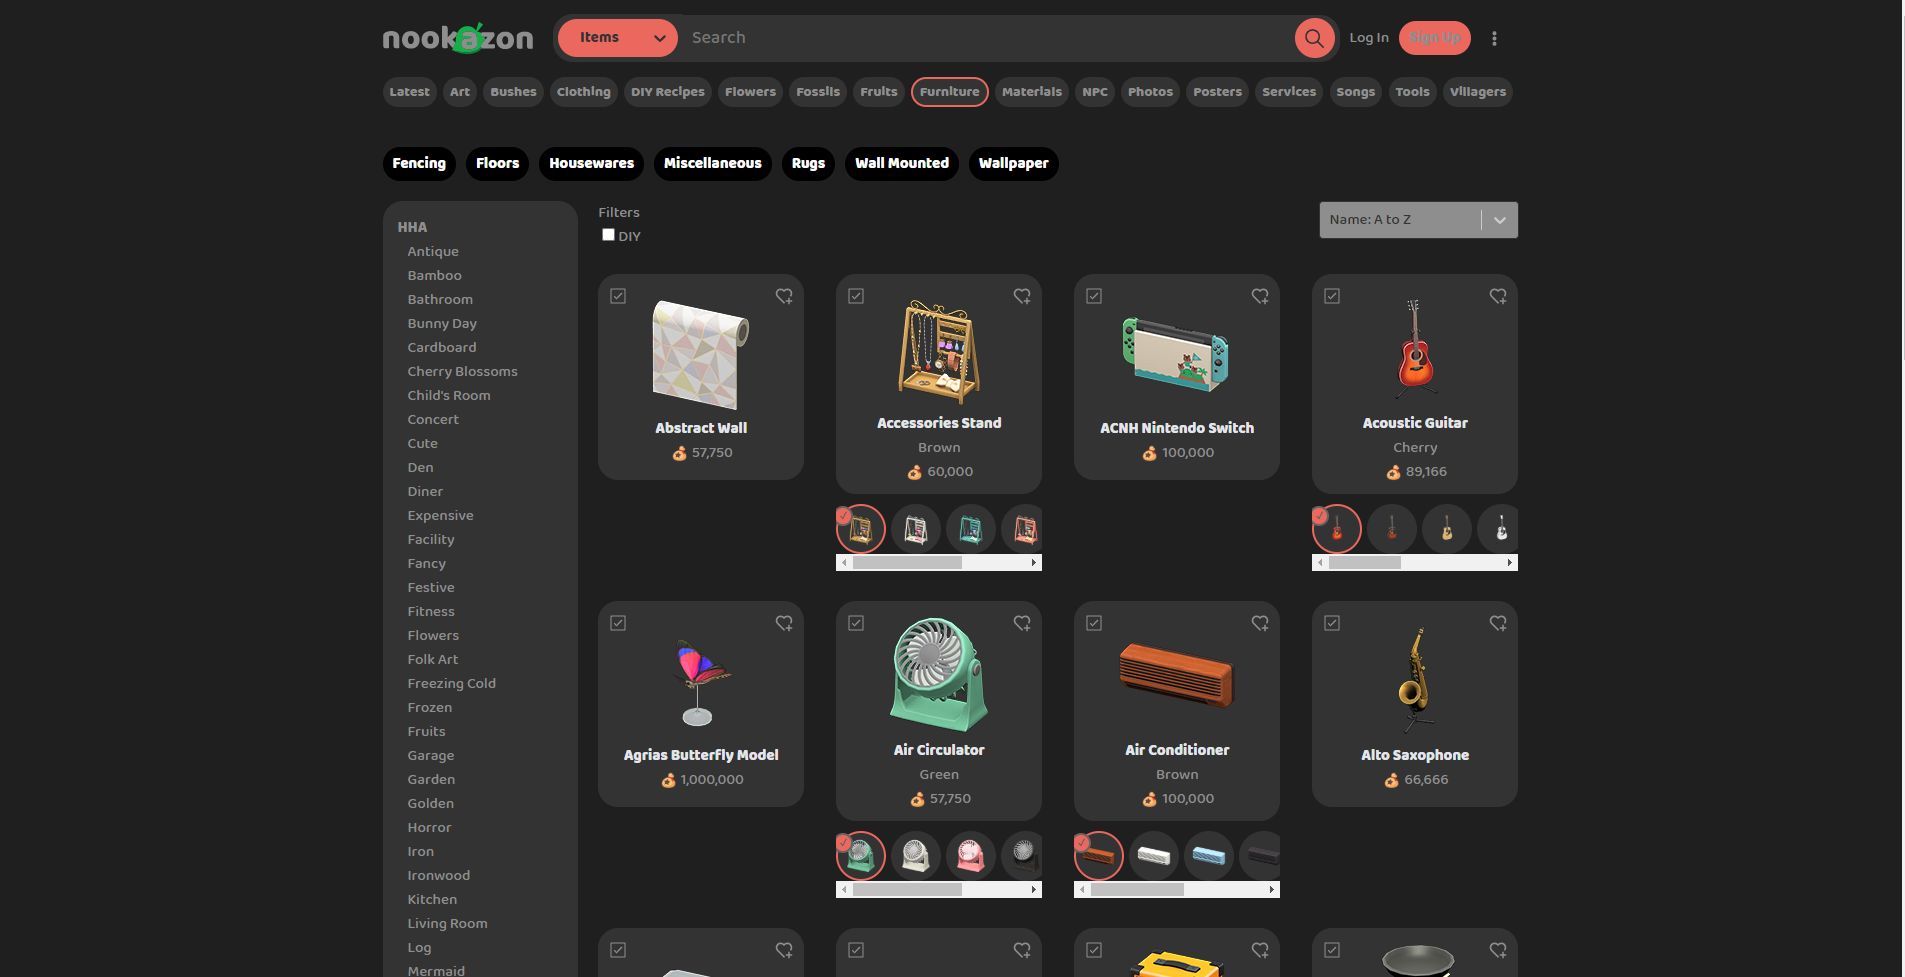 nookazon
Items
Search
Log In
Sign Up
Latest
Art
Bushes
Clothing
DIY Recipes
Flowers
Fossils
Fruits
Furniture
Materials
NPC
Photos
Posters
Services
Songs
Tools
Villagers
Fencing
Floors
Housewares
Miscellaneous
Rugs
Wall Mounted
Wallpaper
HHA
Antique
Bamboo
Bathroom
Bunny Day
Cardboard
Cherry Blossoms
Child's Room
Concert
Cute
Den
Diner
Expensive
Facility
Fancy
Festive
Fitness
Flowers
Folk Art
Freezing Cold
Frozen
Fruits
Garage
Garden
Golden
Horror
Iron
Ironwood
Kitchen
Living Room
Log
Mermaid
Filters
DIY
Name: A to Z
Abstract Wall
57,750
Accessories Stand
Brown
60,000
ACNH Nintendo Switch
100,000
Acoustic Guitar
Cherry
89,166
Agrias Butterfly Model
1,000,000
Air Circulator
Green
57,750
Air Conditioner
Brown
100,000
Alto Saxophone
66,666